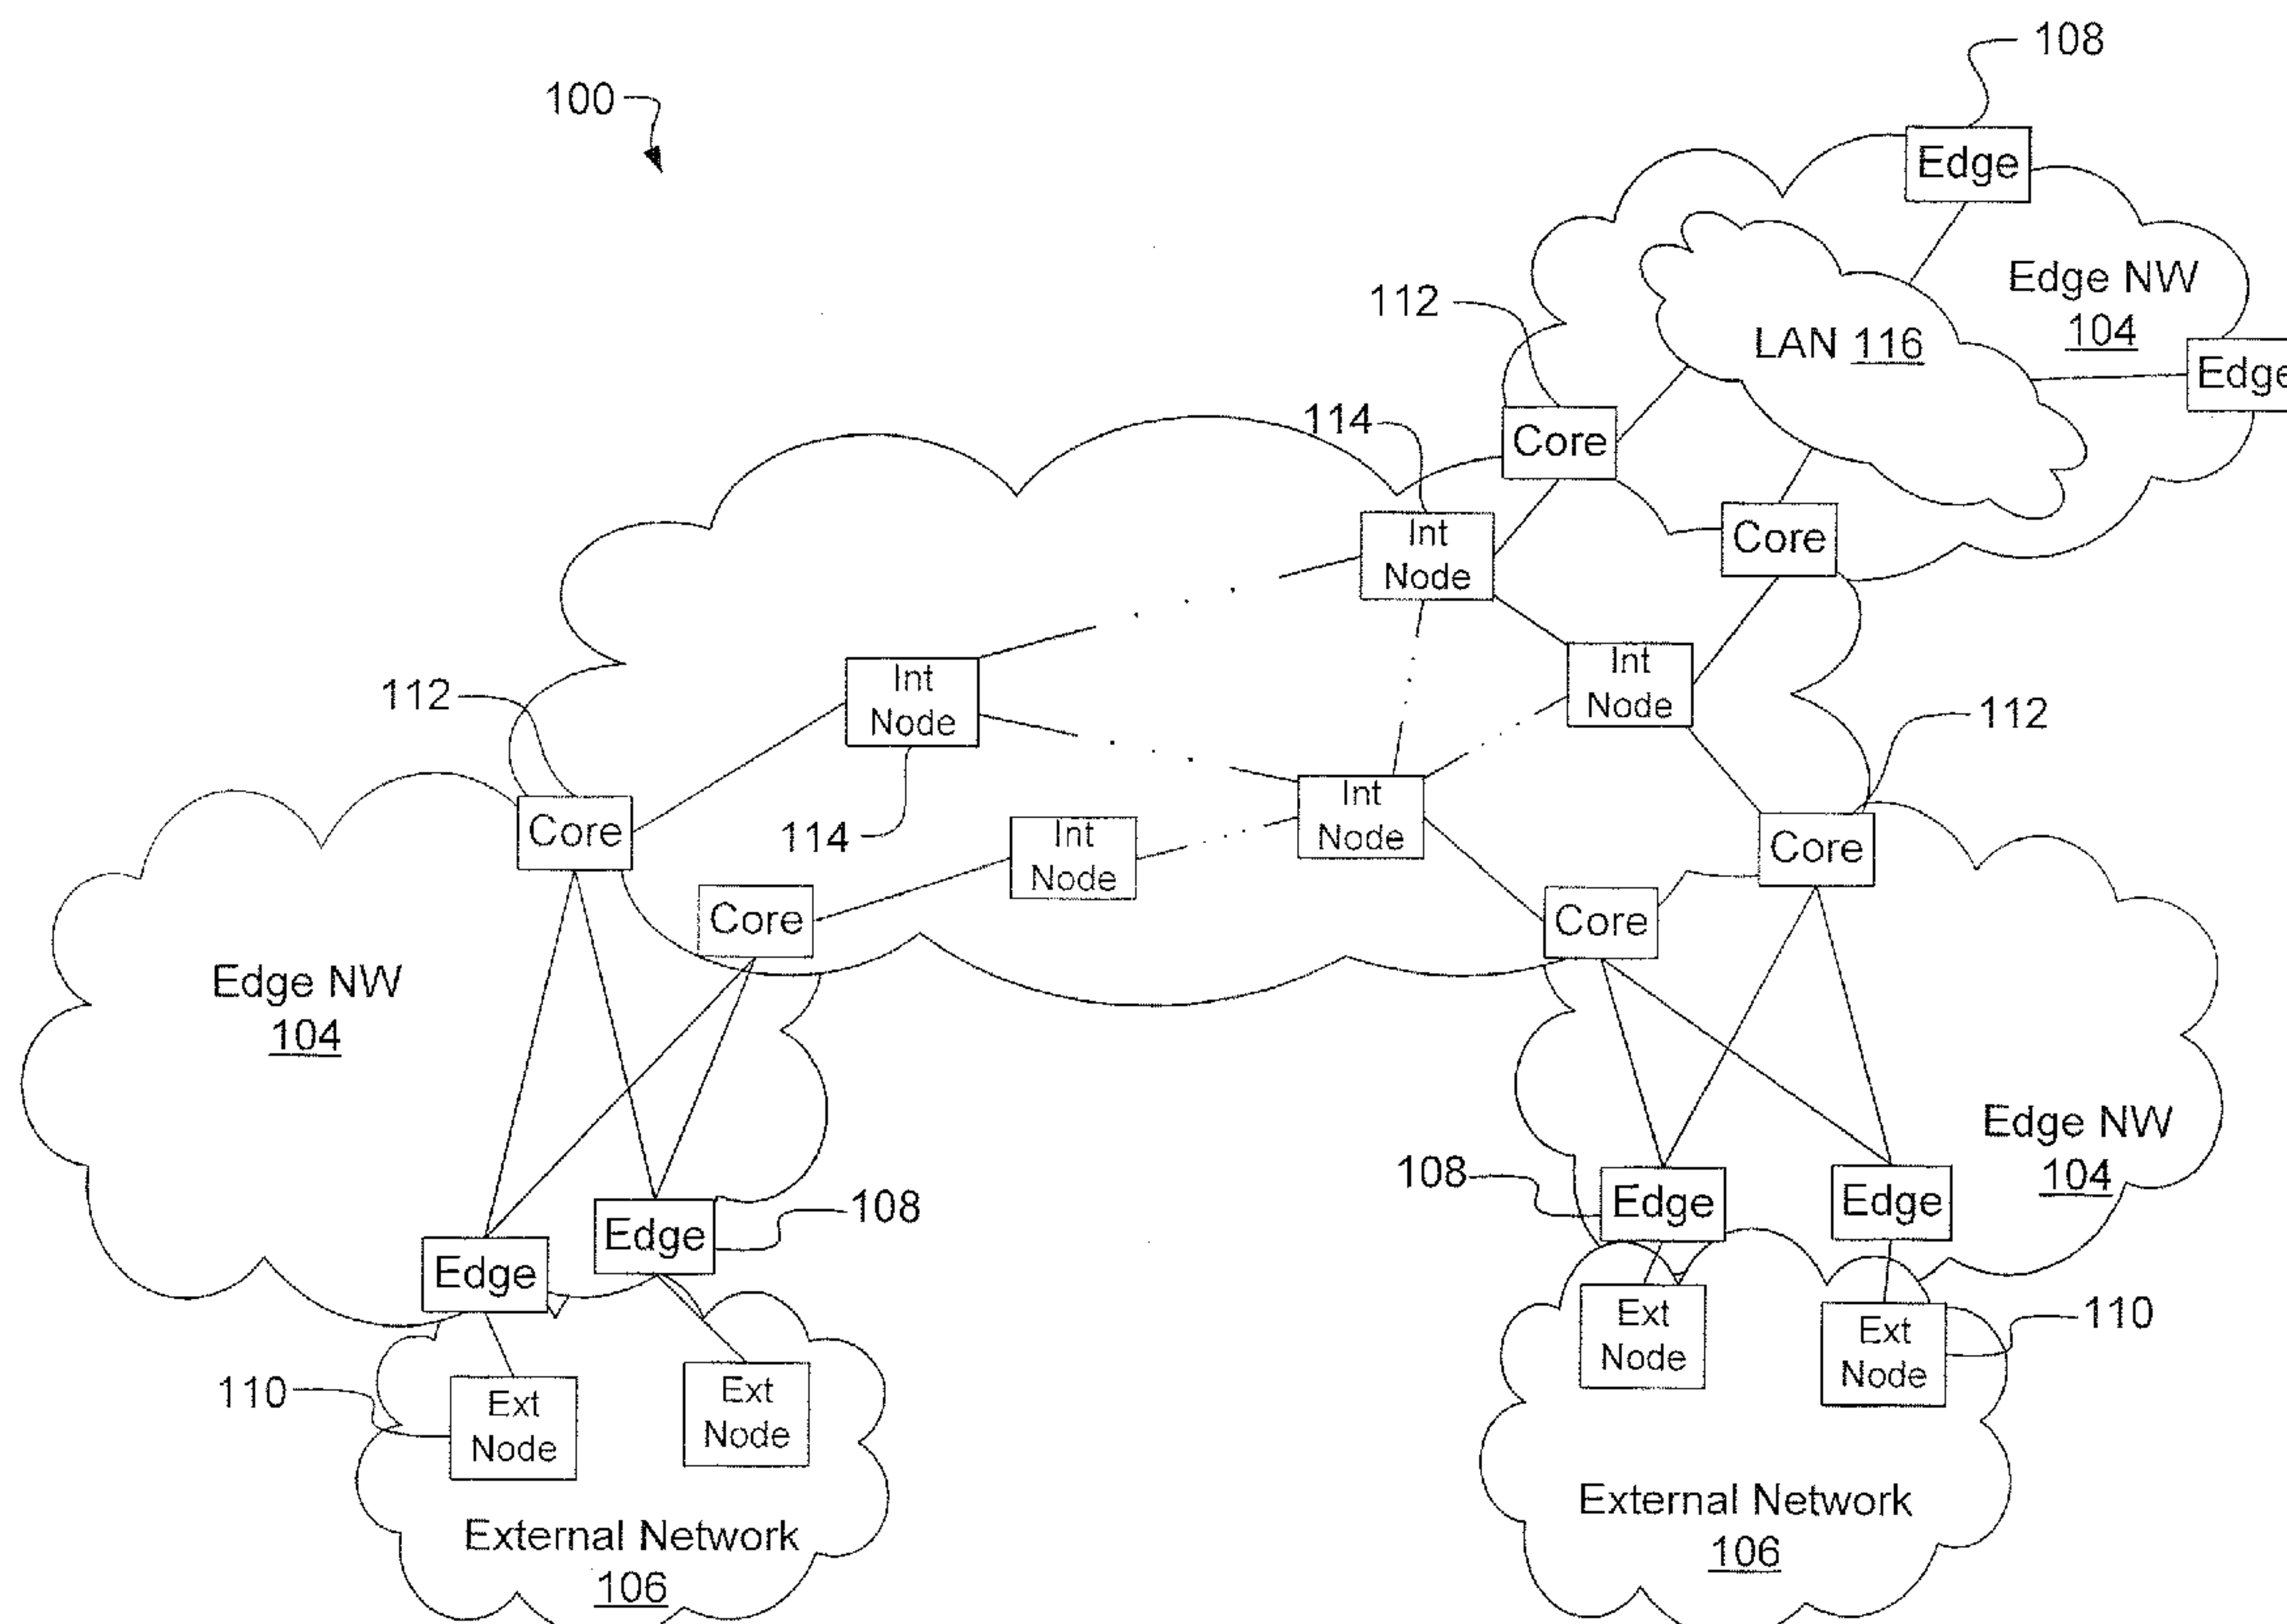 108
100
Edge
Edge NW
104
112
LAN 116
Edge
114
Core
Int
Node
Core
Int
Node
Int
Node
112
112
Int
Node
Core
Core
114
Int
Node
Core
Core
Edge NW
104
Edge NW
104
108
Edge
Edge
Edge
108
Edge
110
Ext
Node
Ext
Node
110
Ext
Node
Ext
Node
External Network
106
External Network
106